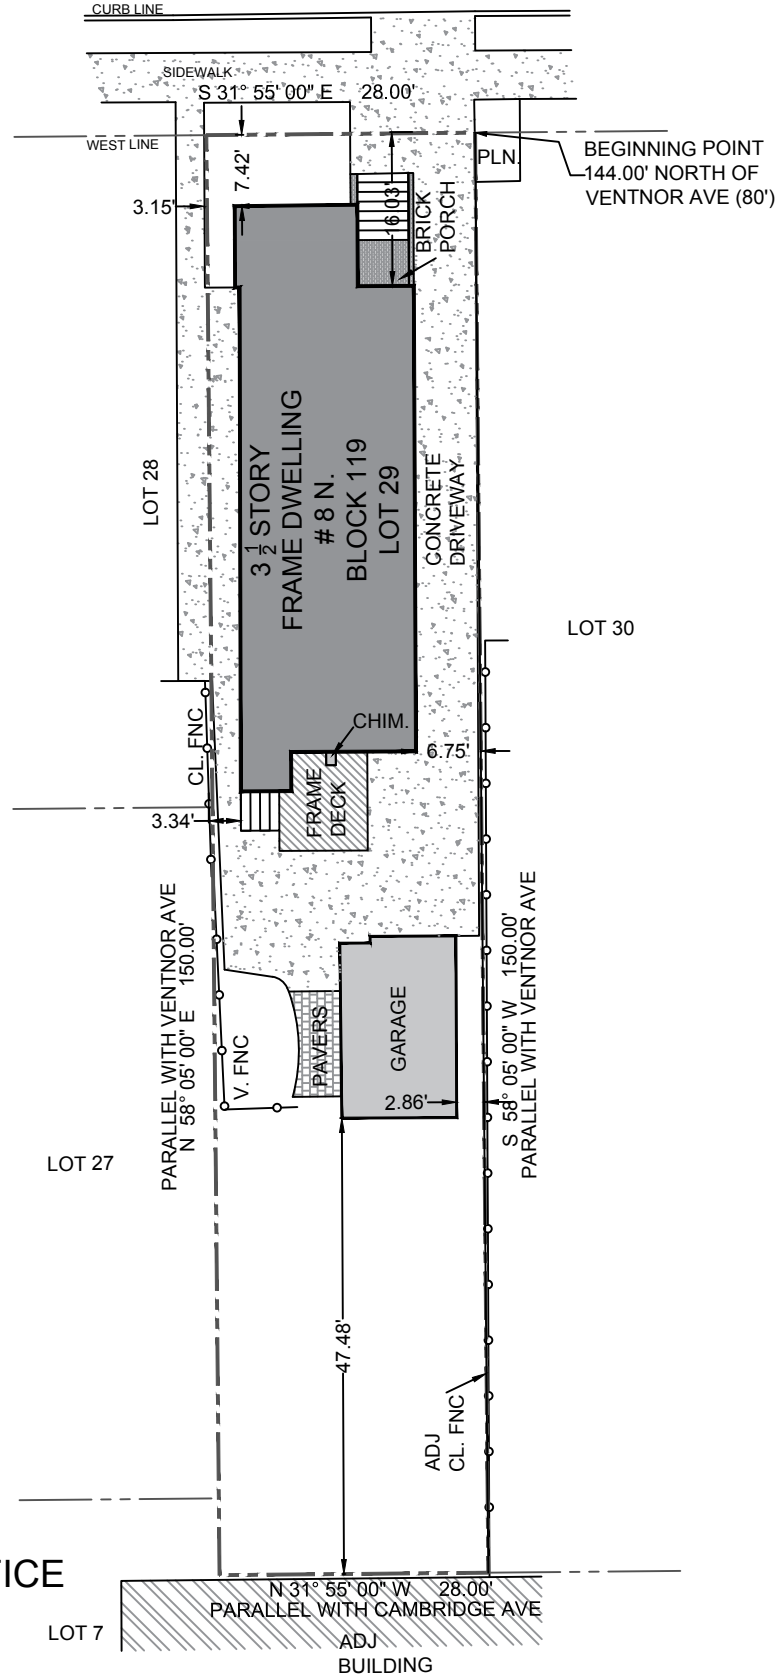 CURB LINE
SIDEWALK
S 31° 55' 00" E 28.00'
WEST LINE
PLN.
BEGINNING POINT
144.00' NORTH OF
VENTNOR AVE (80')
7.42'
3.15'
16.03'
BRICK
PORCH
3 1/2 STORY
FRAME DWELLING
# 8 N.
BLOCK 119
LOT 29
CONCRETE
DRIVEWAY
LOT 28
LOT 30
CL. FNC
CHIM.
6.75'
FRAME
DECK
3.34'
PARALLEL WITH VENTNOR AVE
N 58° 05' 00" E 150.00'
S 58° 05' 00" W 150.00'
PARALLEL WITH VENTNOR AVE
V. FNC
PAVERS
GARAGE
2.86'
LOT 27
47.48'
ADJ
CL. FNC
N 31° 55' 00" W 28.00'
PARALLEL WITH CAMBRIDGE AVE
LOT 7
ADJ
BUILDING